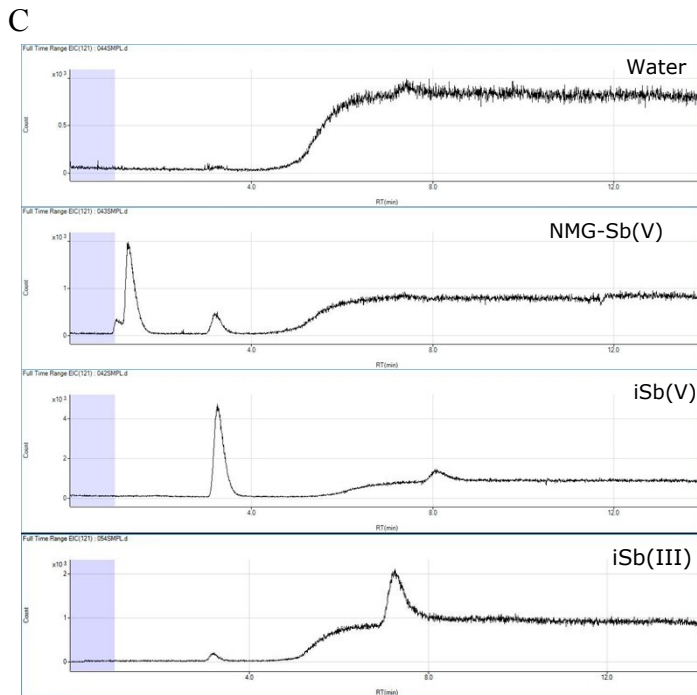 C
Full Time Range EIC(121) : 044SMPL.d
x10 3
Water
Count
0.5
0
4.0 8.0 12.0
RT(min)
Full Time Range EIC(121) : 043SMPL.d
x10 3
NMG-Sb(V)
Count
1
0
4.0 8.0 12.0
RT(min)
Full Time Range EIC(121) : 042SMPL.d
x10 3
iSb(V)
Count
4
2
0
4.0 8.0 12.0
RT(min)
Full Time Range EIC(121) : 054SMPL.d
x10 3
iSb(III)
Count
2
1
0
4.0 8.0 12.0
RT(min)